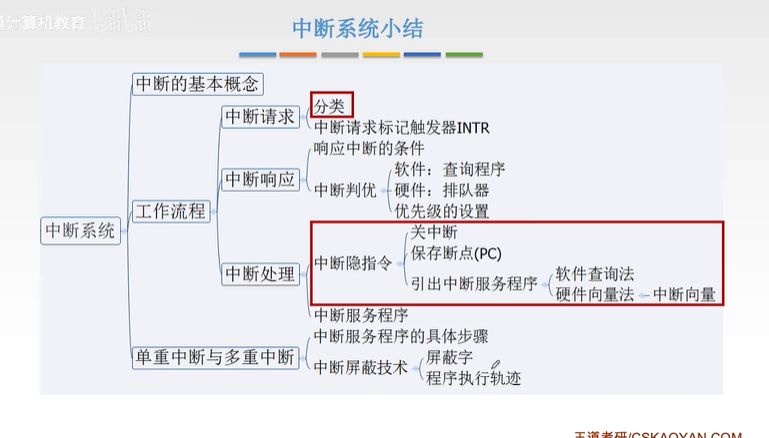 道计算机教育
中断系统小结
中断的基本概念
分类
中断请求
中断请求标记触发器INTR
响应中断的条件
软件：查询程序
中断响应
中断判优
硬件：排队器
工作流程
优先级的设置
中断系统
关中断
保存断点(PC)
中断隐指令
中断处理
软件查询法
引出中断服务程序
硬件向量法
中断向量
中断服务程序
中断服务程序的具体步骤
单重中断与多重中断
屏蔽字
中断屏蔽技术
程序执行轨迹
王道考研/CSKAOYAN.COM